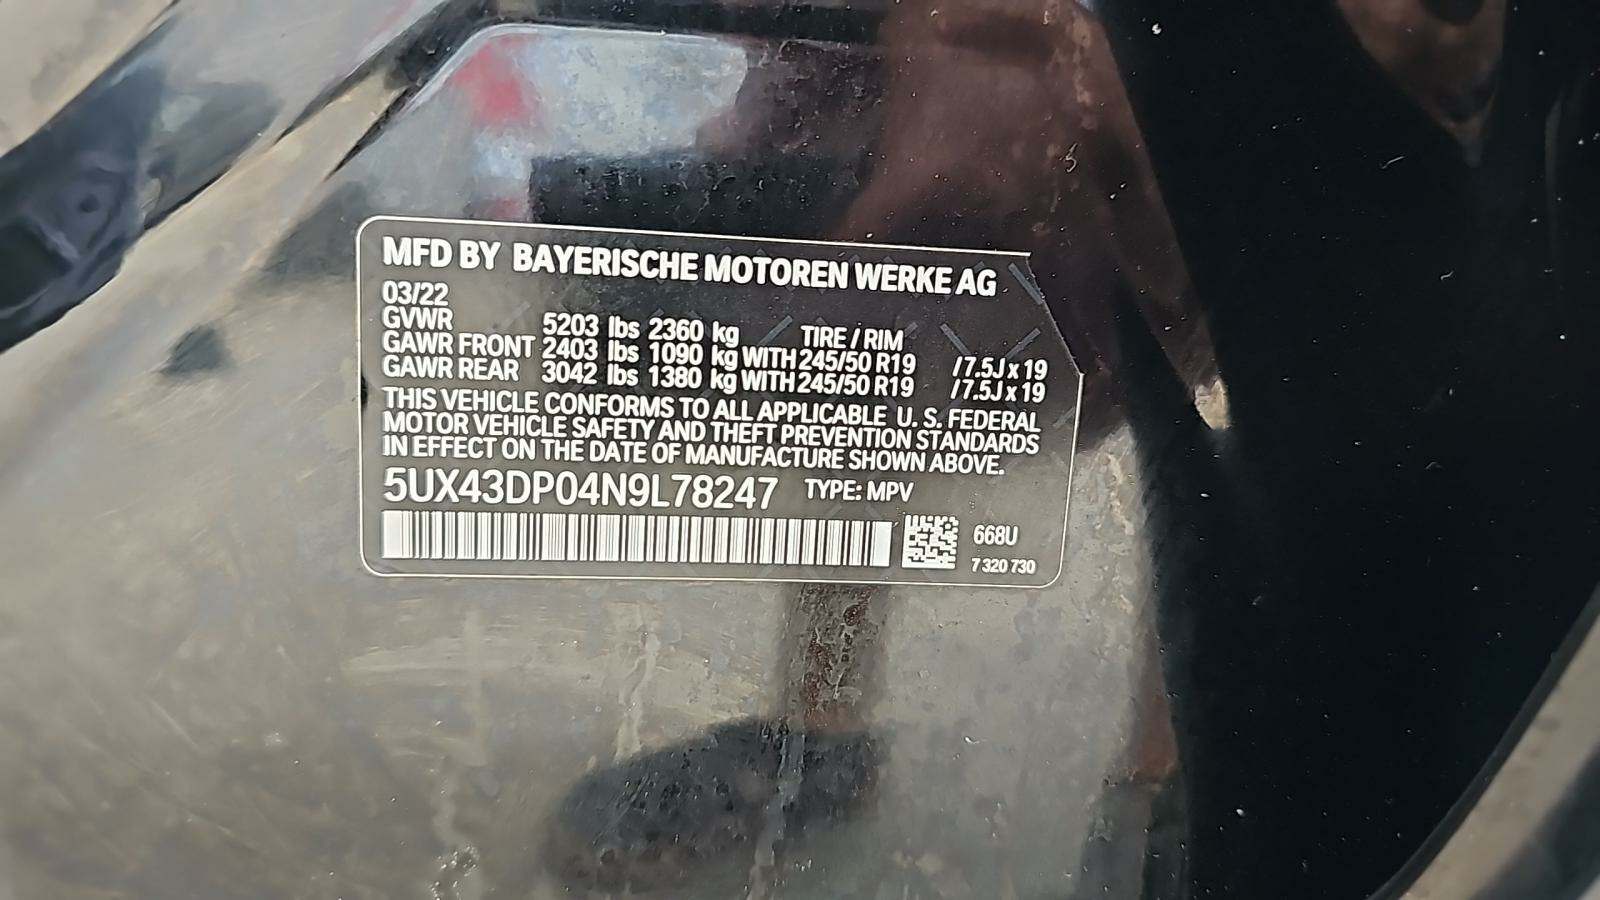 MFD BY BAYERISCHE MOTOREN WERKE AG
03/22
GVWR 5203 lbs 2360 kg TIRE / RIM
GAWR FRONT 2403 lbs 1090 kg WITH 245/50 R19 /7.5J x 19
GAWR REAR 3042 lbs 1380 kg WITH 245/50 R19 /7.5J x 19
THIS VEHICLE CONFORMS TO ALL APPLICABLE U. S. FEDERAL
MOTOR VEHICLE SAFETY AND THEFT PREVENTION STANDARDS
IN EFFECT ON THE DATE OF MANUFACTURE SHOWN ABOVE.
5UX43DP04N9L78247 TYPE: MPV
668U
7 320 730